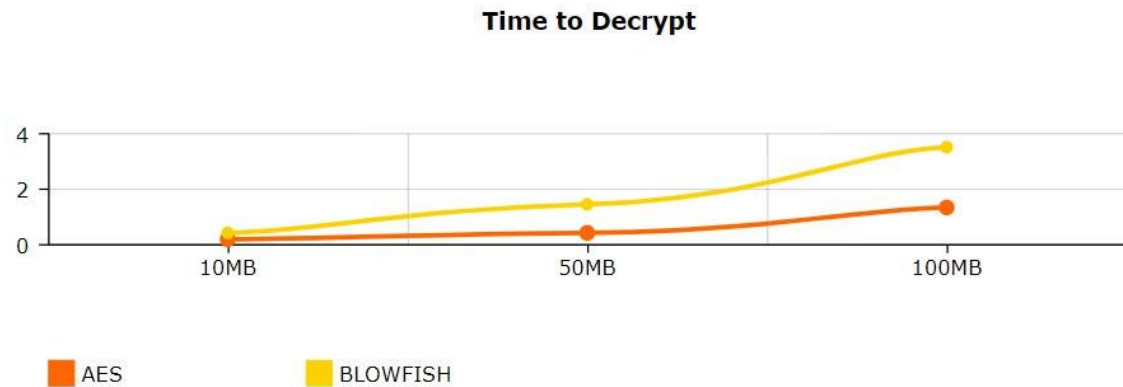 Time to Decrypt
4
2
0
10MB 50MB 100MB
AES BLOWFISH